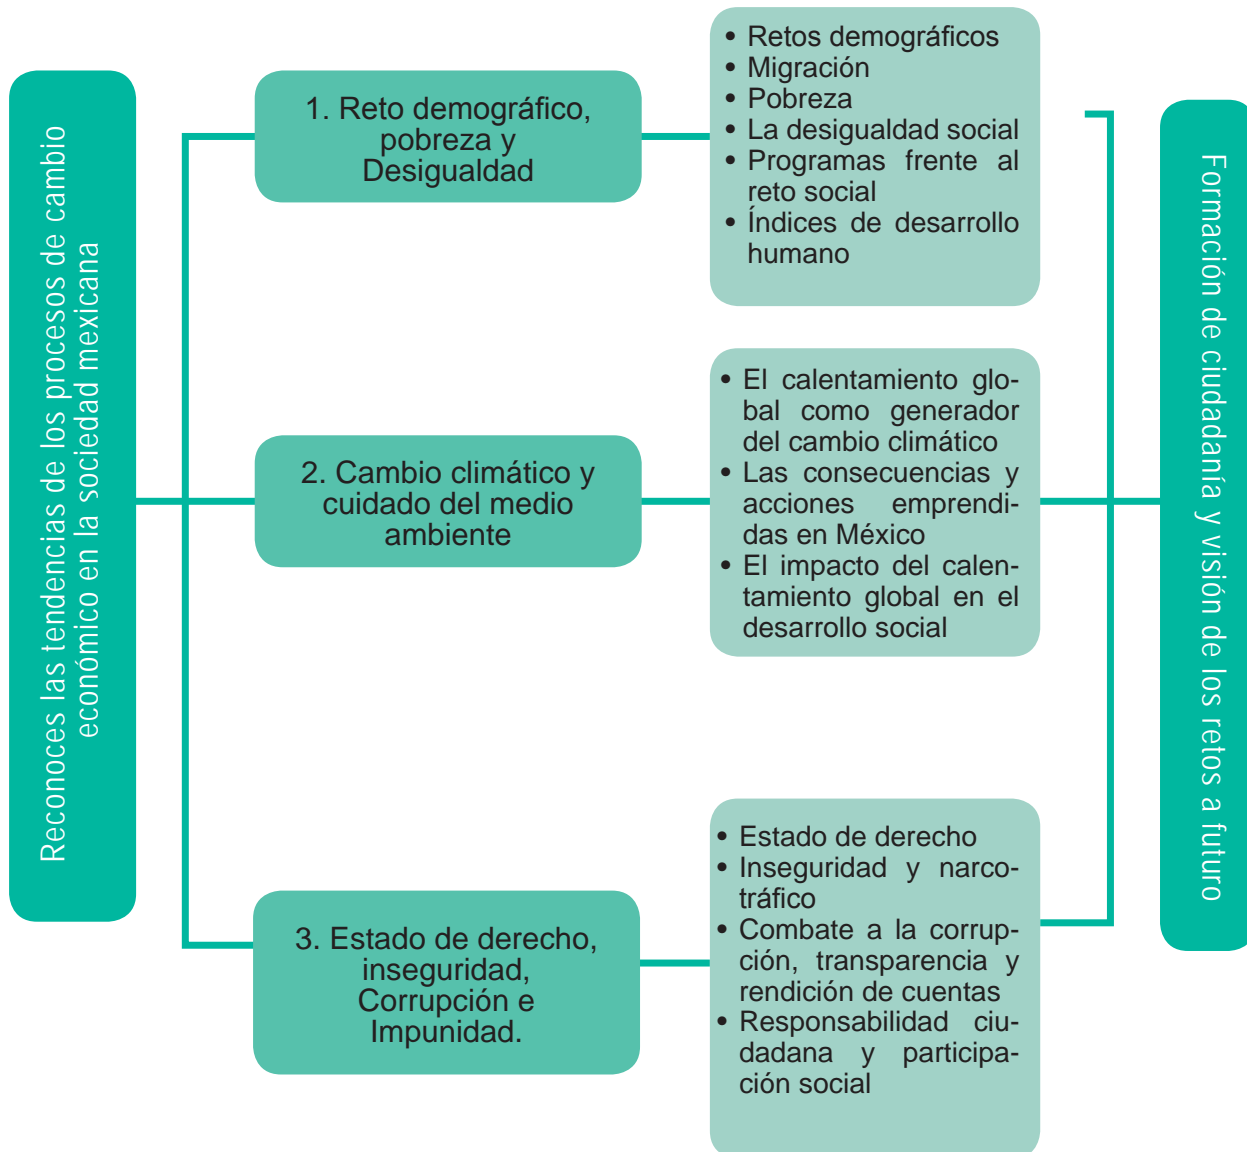 Reconoces las tendencias de los procesos de cambio
económico en la sociedad mexicana
1. Reto demográfico,
pobreza y
Desigualdad
• Retos demográficos
• Migración
• Pobreza
• La desigualdad social
• Programas frente al
reto social
• Índices de desarrollo
humano
2. Cambio climático y
cuidado del medio
ambiente
• El calentamiento glo-
bal como generador
del cambio climático
• Las consecuencias y
acciones emprendi-
das en México
• El impacto del calen-
tamiento global en el
desarrollo social
3. Estado de derecho,
inseguridad,
Corrupción e
Impunidad.
• Estado de derecho
• Inseguridad y narco-
tráfico
• Combate a la corrup-
ción, transparencia y
rendición de cuentas
• Responsabilidad ciu-
dadana y participa-
ción social
Formación de ciudadanía y visión de los retos a futuro